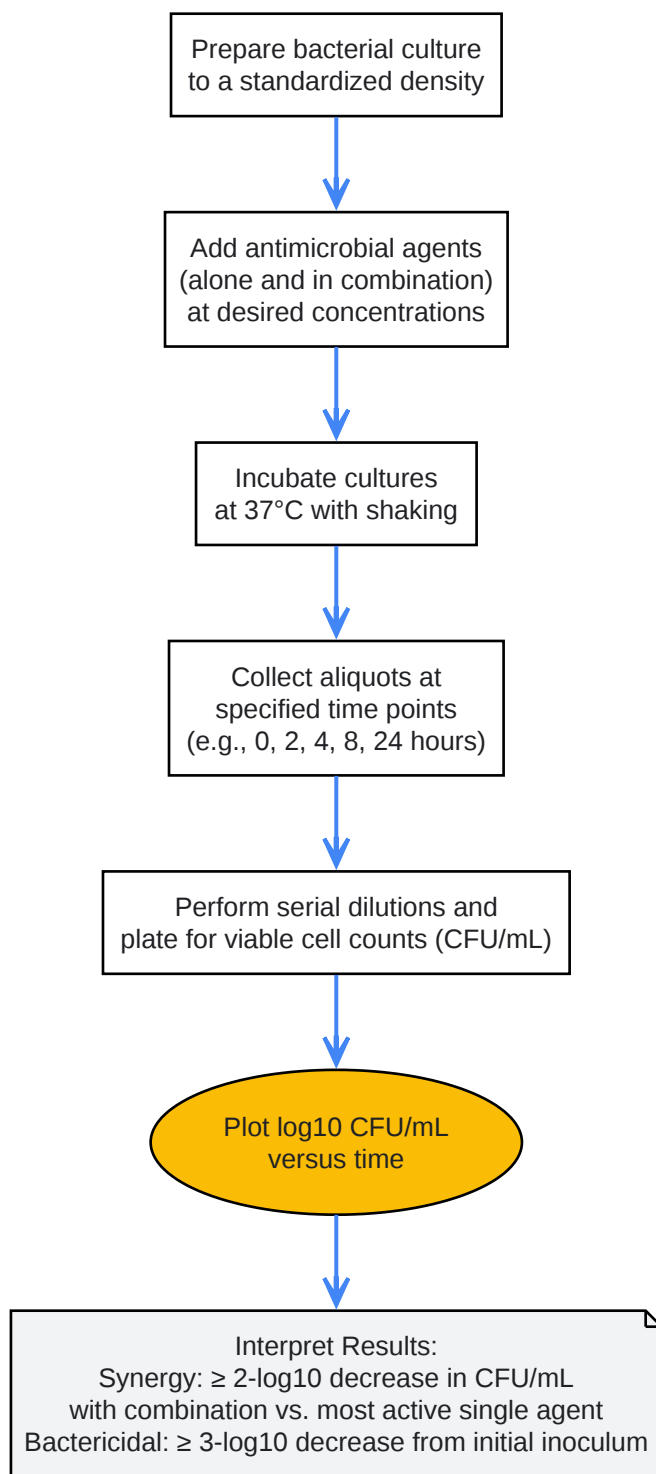 Prepare bacterial culture
to a standardized density
Add antimicrobial agents
(alone and in combination)
at desired concentrations
Incubate cultures
at 37°C with shaking
Collect aliquots at
specified time points
(e.g., 0, 2, 4, 8, 24 hours)
Perform serial dilutions and
plate for viable cell counts (CFU/mL)
Plot log10 CFU/mL
versus time
Interpret Results:
Synergy: ≥ 2-log10 decrease in CFU/mL
with combination vs. most active single agent
Bactericidal: ≥ 3-log10 decrease from initial inoculum